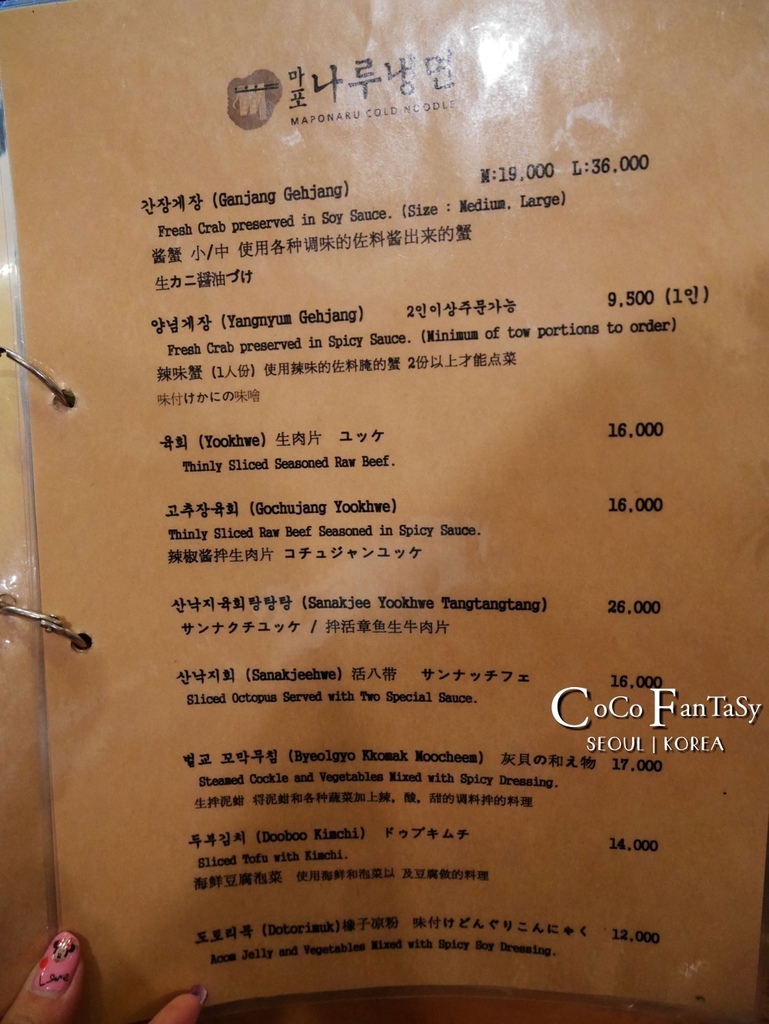 마포 나루냉면
MAPONARU COLD NOODLE
간장게장 (Ganjang Gehjang) M:19,000 L:36,000
Fresh Crab preserved in Soy Sauce. (Size : Medium, Large)
酱蟹 小/中 使用各种调味的佐料酱出来的蟹
生カニ醤油づけ
양념게장 (Yangnyum Gehjang) 2인이상주문가능 9,500 (1인)
Fresh Crab preserved in Spicy Sauce. (Minimum of tow portions to order)
辣味蟹 (1人份) 使用辣味的佐料腌的蟹 2份以上才能点菜
味付けかにの味噌
육회 (Yookhwe) 生肉片 ユッケ 16,000
Thinly Sliced Seasoned Raw Beef.
고추장육회 (Gochujang Yookhwe) 16,000
Thinly Sliced Raw Beef Seasoned in Spicy Sauce.
辣椒酱拌生肉片 コチュジャンユッケ
산낙지육회탕탕탕 (Sanakjee Yookhwe Tangtangtang) 26,000
サンナクチユッケ / 拌活章鱼生牛肉片
산낙지회 (Sanakjeehwe) 活八带 サンナッチフェ 16,000
Sliced Octopus Served with Two Special Sauce.
CoCo FanTaSy
SEOUL | KOREA
벌교 꼬막무침 (Byeolgyo Kkomak Moocheem) 灰貝の和え物 17,000
Steamed Cockle and Vegetables Mixed with Spicy Dressing.
生拌泥蚶 将泥蚶和各种蔬菜加上辣, 酸, 甜的调料拌的料理
두부김치 (Dooboo Kimchi) ドゥブキムチ 14,000
Sliced Tofu with Kimchi.
海鲜豆腐泡菜 使用海鲜和泡菜以 及豆腐做的料理
도토리묵 (Dotorimuk)橡子凉粉 味付けどんぐりこんにゃく 12,000
Acom Jelly and Vegetables Mixed with Spicy Soy Dressing.
Love